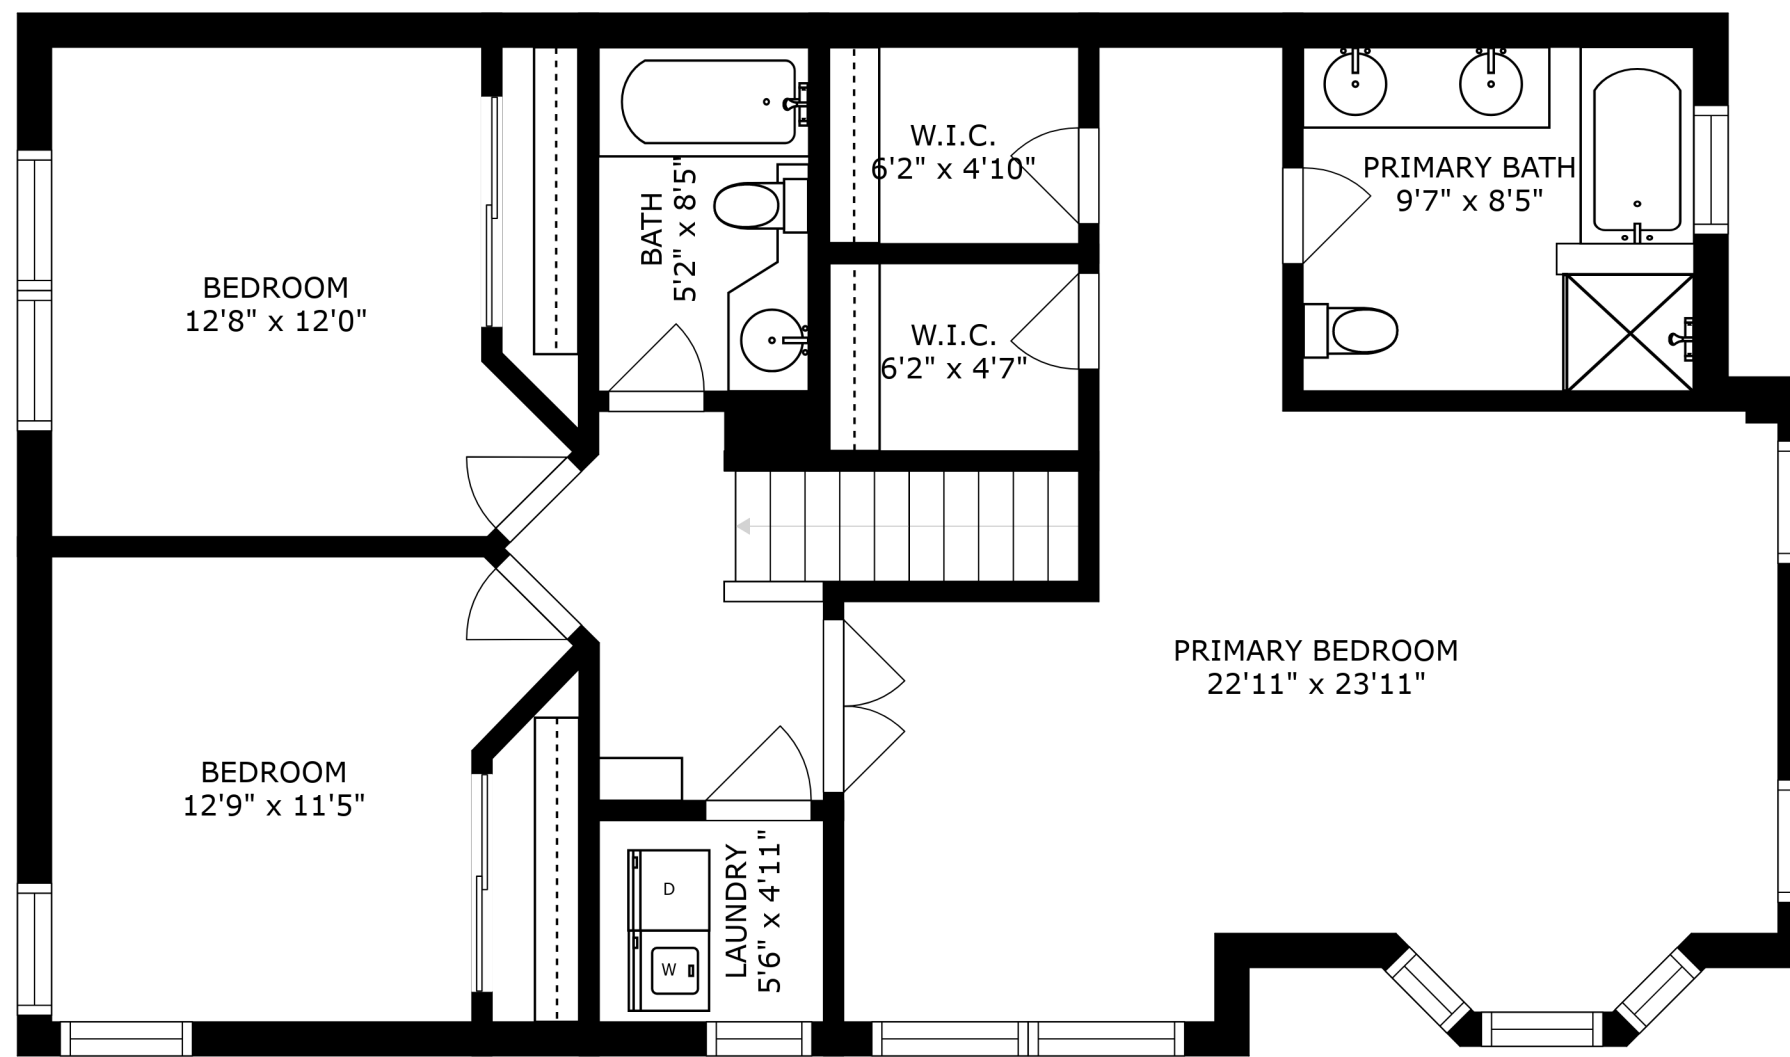 W.I.C.
6'2" x 4'10"
PRIMARY BATH
9'7" x 8'5"
BATH
5'2" x 8'5"
BEDROOM
12'8" x 12'0"
W.I.C.
6'2" x 4'7"
PRIMARY BEDROOM
22'11" x 23'11"
BEDROOM
12'9" x 11'5"
LAUNDRY
5'6" x 4'11"
D
W